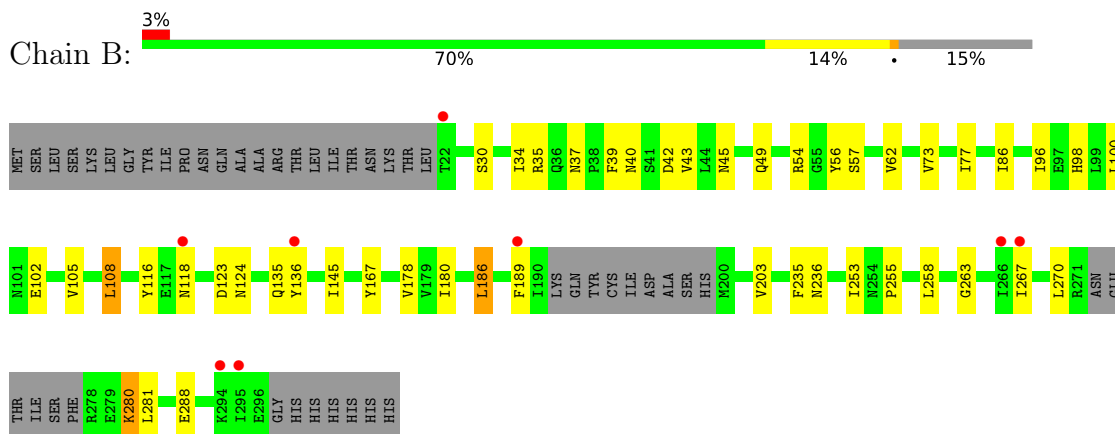 3%
Chain B:
70% 14% • 15%
MET SER LEU SER LYS LEU GLY TYR ILE PRO ASN GLN ALA ALA ARG THR LEU ILE THR ASN LYS THR LEU T22 S30 I34 R35 Q36 N37 P38 F39 N40 S41 D42 V43 L44 N45 Q49 R54 G55 Y56 S57 V62 V73 I77 I86 I96 E97 H98 L99 L100
N101 E102 V105 L108 Y116 E117 N118 D123 N124 Q135 Y136 I145 Y167 V178 V179 I180 L186 F189 I190 LYS GLN TYR CYS ILE ASP ALA SER HIS M200 V203 F235 N236 I253 N254 P255 L258 G263 I266 I267 L270 R271 ASN GLU
THR ILE SER PHE R278 E279 K280 L281 E288 K294 I295 E296 GLY HIS HIS HIS HIS HIS HIS